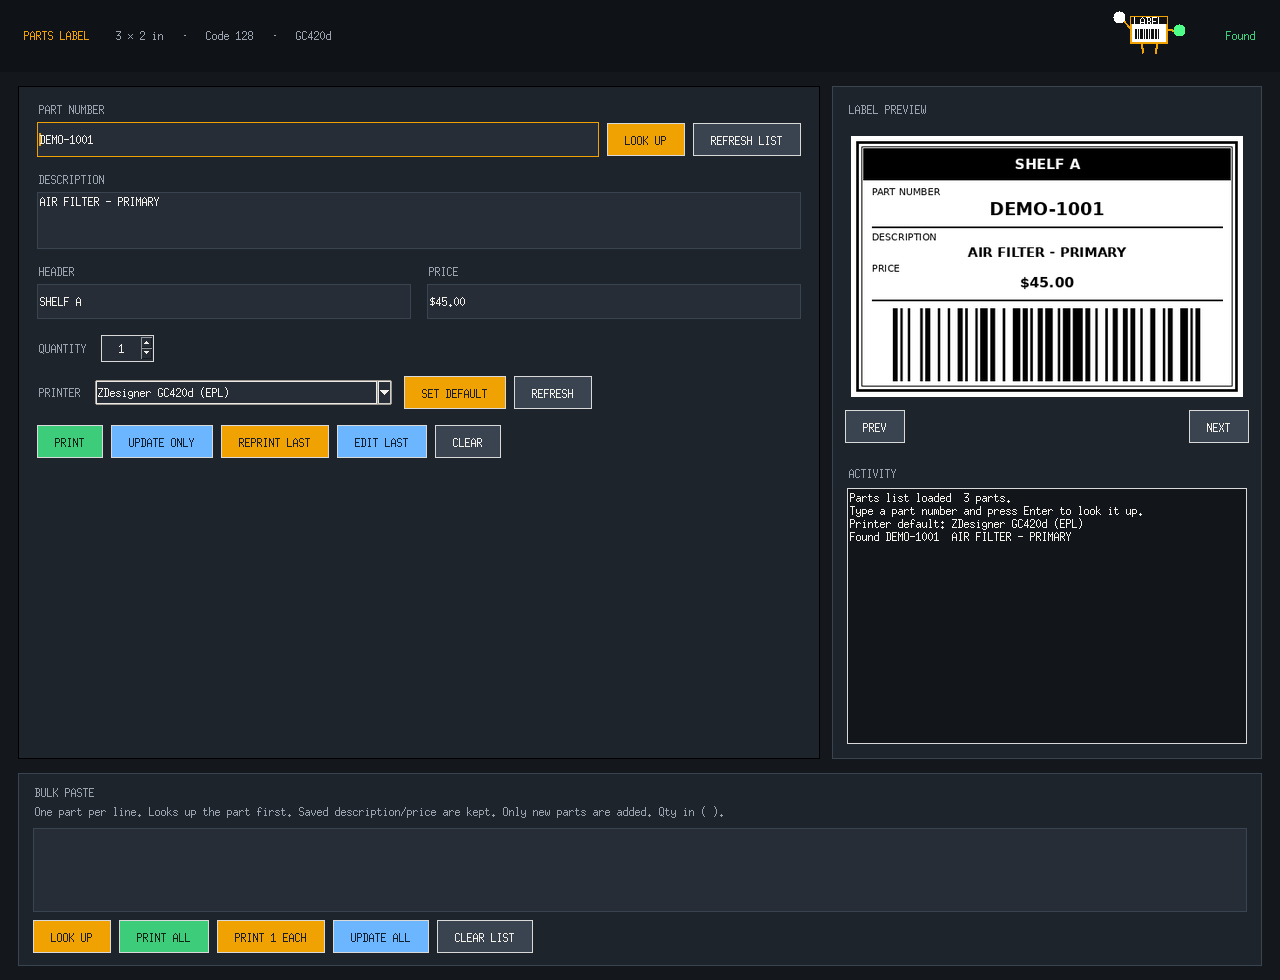 PARTS LABEL 3 × 2 in · Code 128 · GC420d
LABEL
Found
PART NUMBER
DEMO-1001
LOOK UP
REFRESH LIST
DESCRIPTION
AIR FILTER - PRIMARY
HEADER
PRICE
SHELF A
$45.00
QUANTITY
1
PRINTER
ZDesigner GC420d (EPL)
SET DEFAULT
REFRESH
PRINT
UPDATE ONLY
REPRINT LAST
EDIT LAST
CLEAR
LABEL PREVIEW
SHELF A
PART NUMBER
DEMO-1001
DESCRIPTION
AIR FILTER - PRIMARY
PRICE
$45.00
PREV
NEXT
ACTIVITY
Parts list loaded 3 parts.
Type a part number and press Enter to look it up.
Printer default: ZDesigner GC420d (EPL)
Found DEMO-1001 AIR FILTER - PRIMARY
BULK PASTE
One part per line. Looks up the part first. Saved description/price are kept. Only new parts are added. Qty in ( ).
LOOK UP
PRINT ALL
PRINT 1 EACH
UPDATE ALL
CLEAR LIST